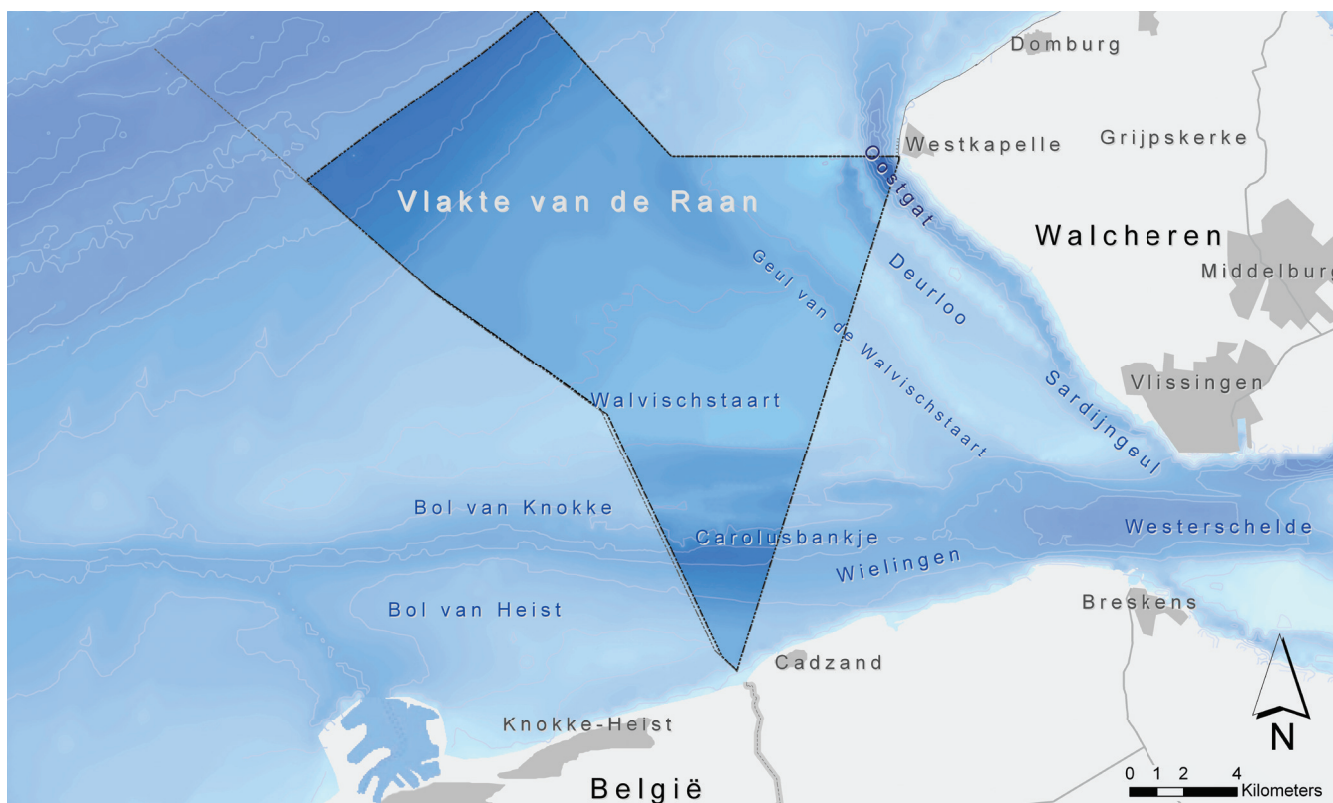 Domburg
Westkapelle
Grijpskerke
Oostgat
Vlakte van de Raan
Walcheren
Middelburg
Deurloo
Geul van de Walvischstaart
Vlissingen
Sardijngeul
Walvischstaart
Bol van Knokke
Carolusbankje
Westerschelde
Wielingen
Bol van Heist
Breskens
Cadzand
Knokke-Heist
N
België
0 1 2 4
Kilometers